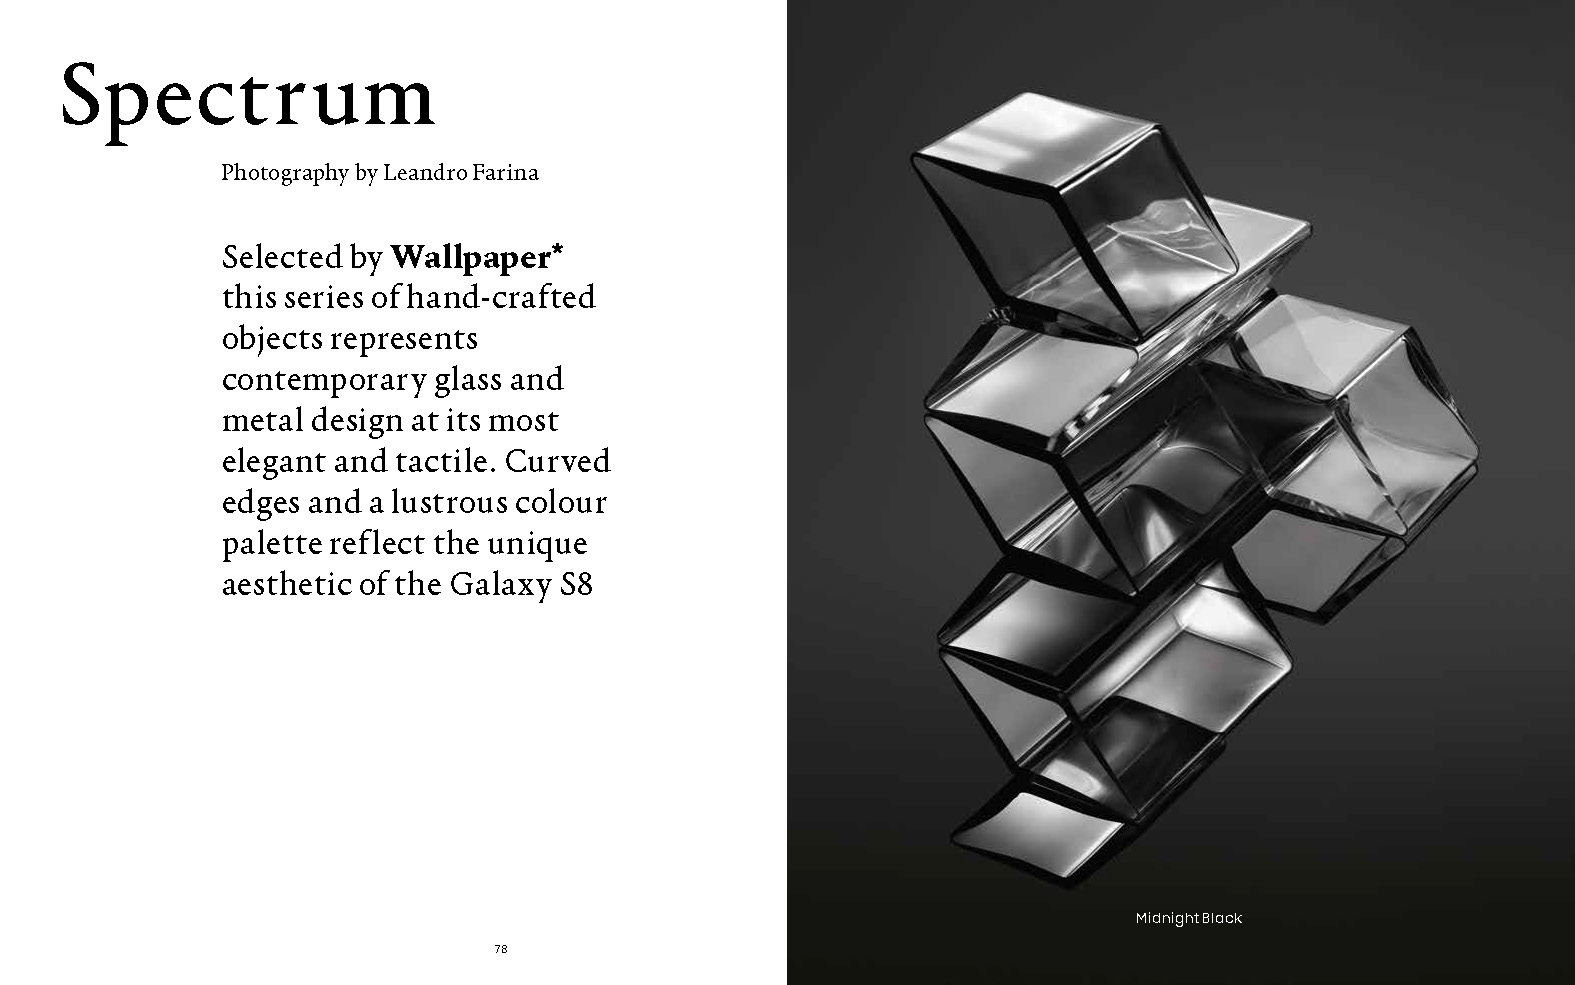 Spectrum
Photography by Leandro Farina
Selected by Wallpaper*
this series of hand-crafted
objects represents
contemporary glass and
metal design at its most
elegant and tactile. Curved
edges and a lustrous colour
palette reflect the unique
aesthetic of the Galaxy S8
Midnight Black
78